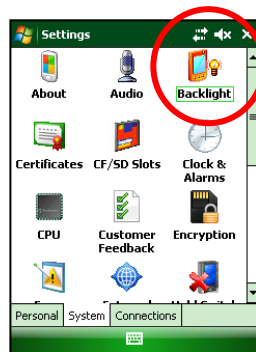 Settings
About Audio Backlight
Certificates CF/SD Slots Clock &
Alarms
CPU Customer Encryption
Feedback
Personal System Connections